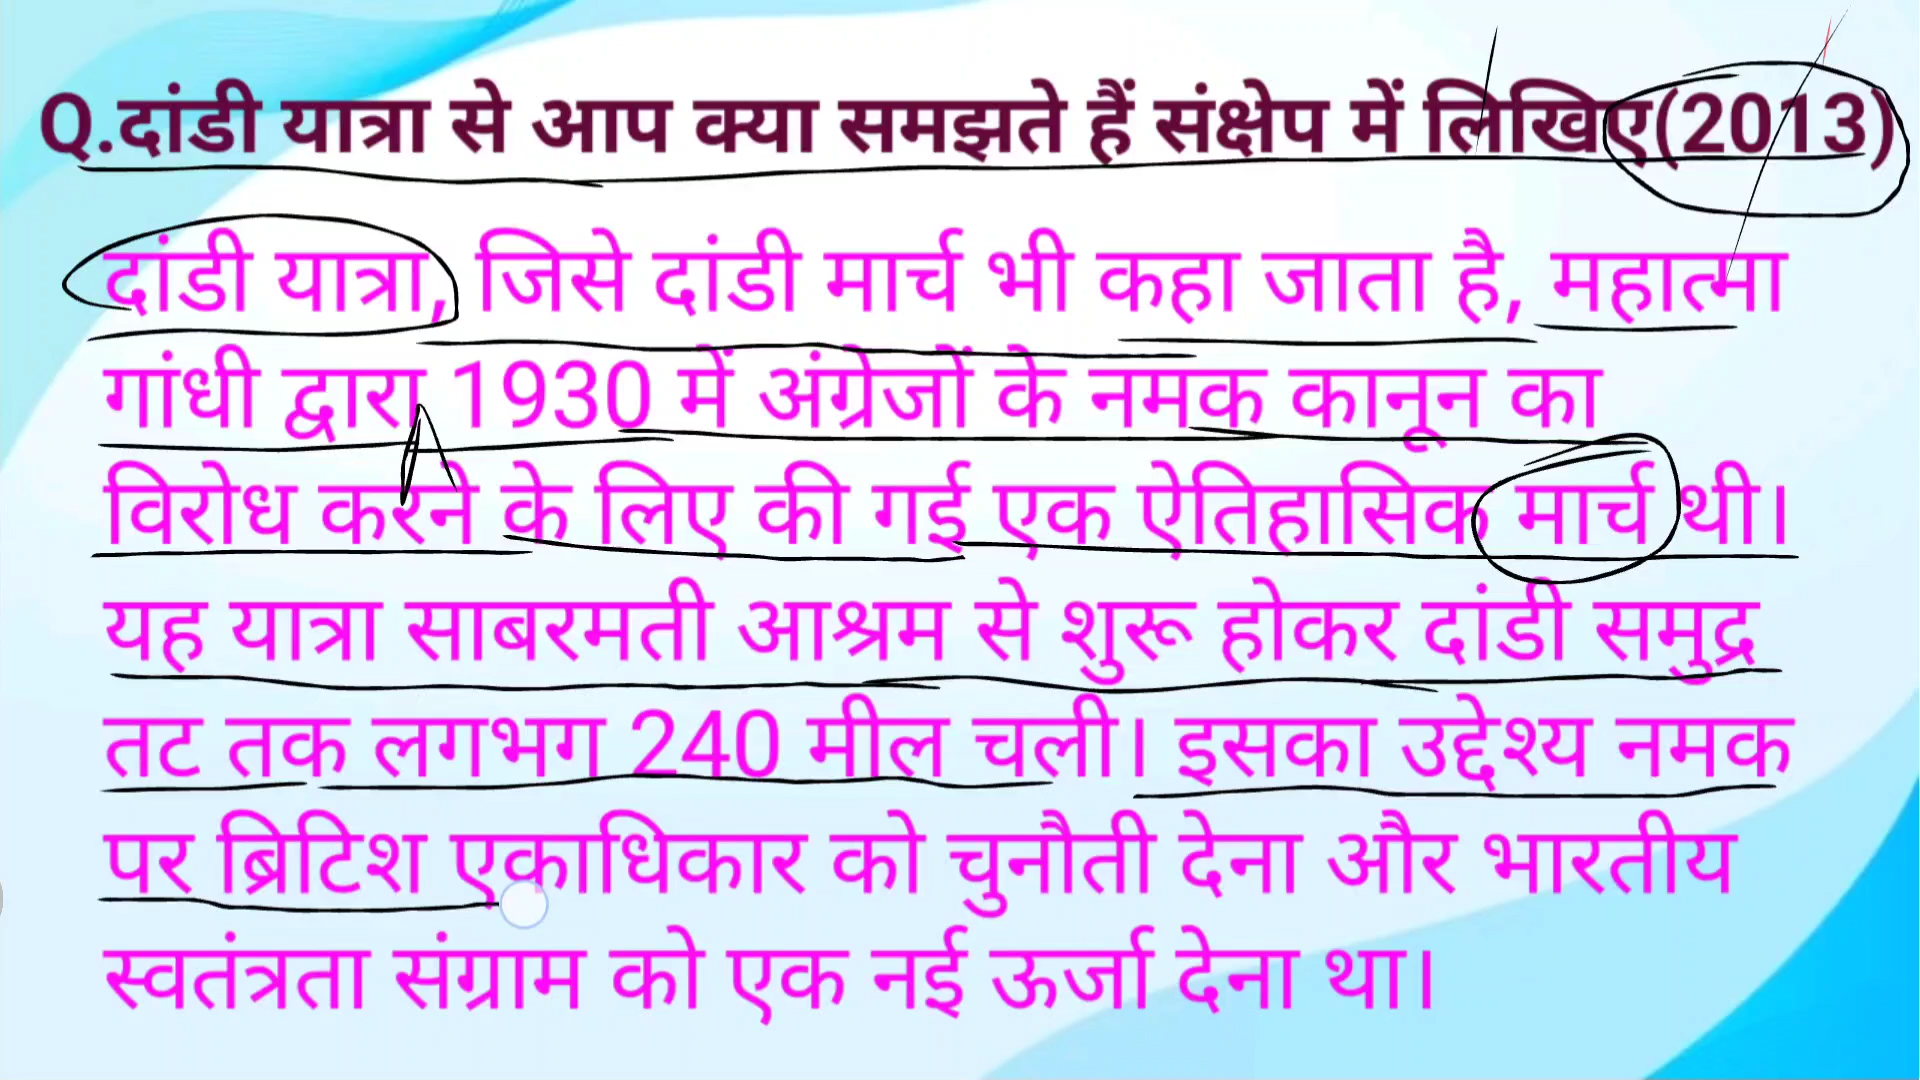 Q.दांडी यात्रा से आप क्या समझते हैं संक्षेप में लिखिए(2013)
दांडी यात्रा, जिसे दांडी मार्च भी कहा जाता है, महात्मा
गांधी द्वारा 1930 में अंग्रेजों के नमक कानून का
विरोध करने के लिए की गई एक ऐतिहासिक मार्च थी।
यह यात्रा साबरमती आश्रम से शुरू होकर दांडी समुद्र
तट तक लगभग 240 मील चली। इसका उद्देश्य नमक
पर ब्रिटिश एकाधिकार को चुनौती देना और भारतीय
स्वतंत्रता संग्राम को एक नई ऊर्जा देना था।